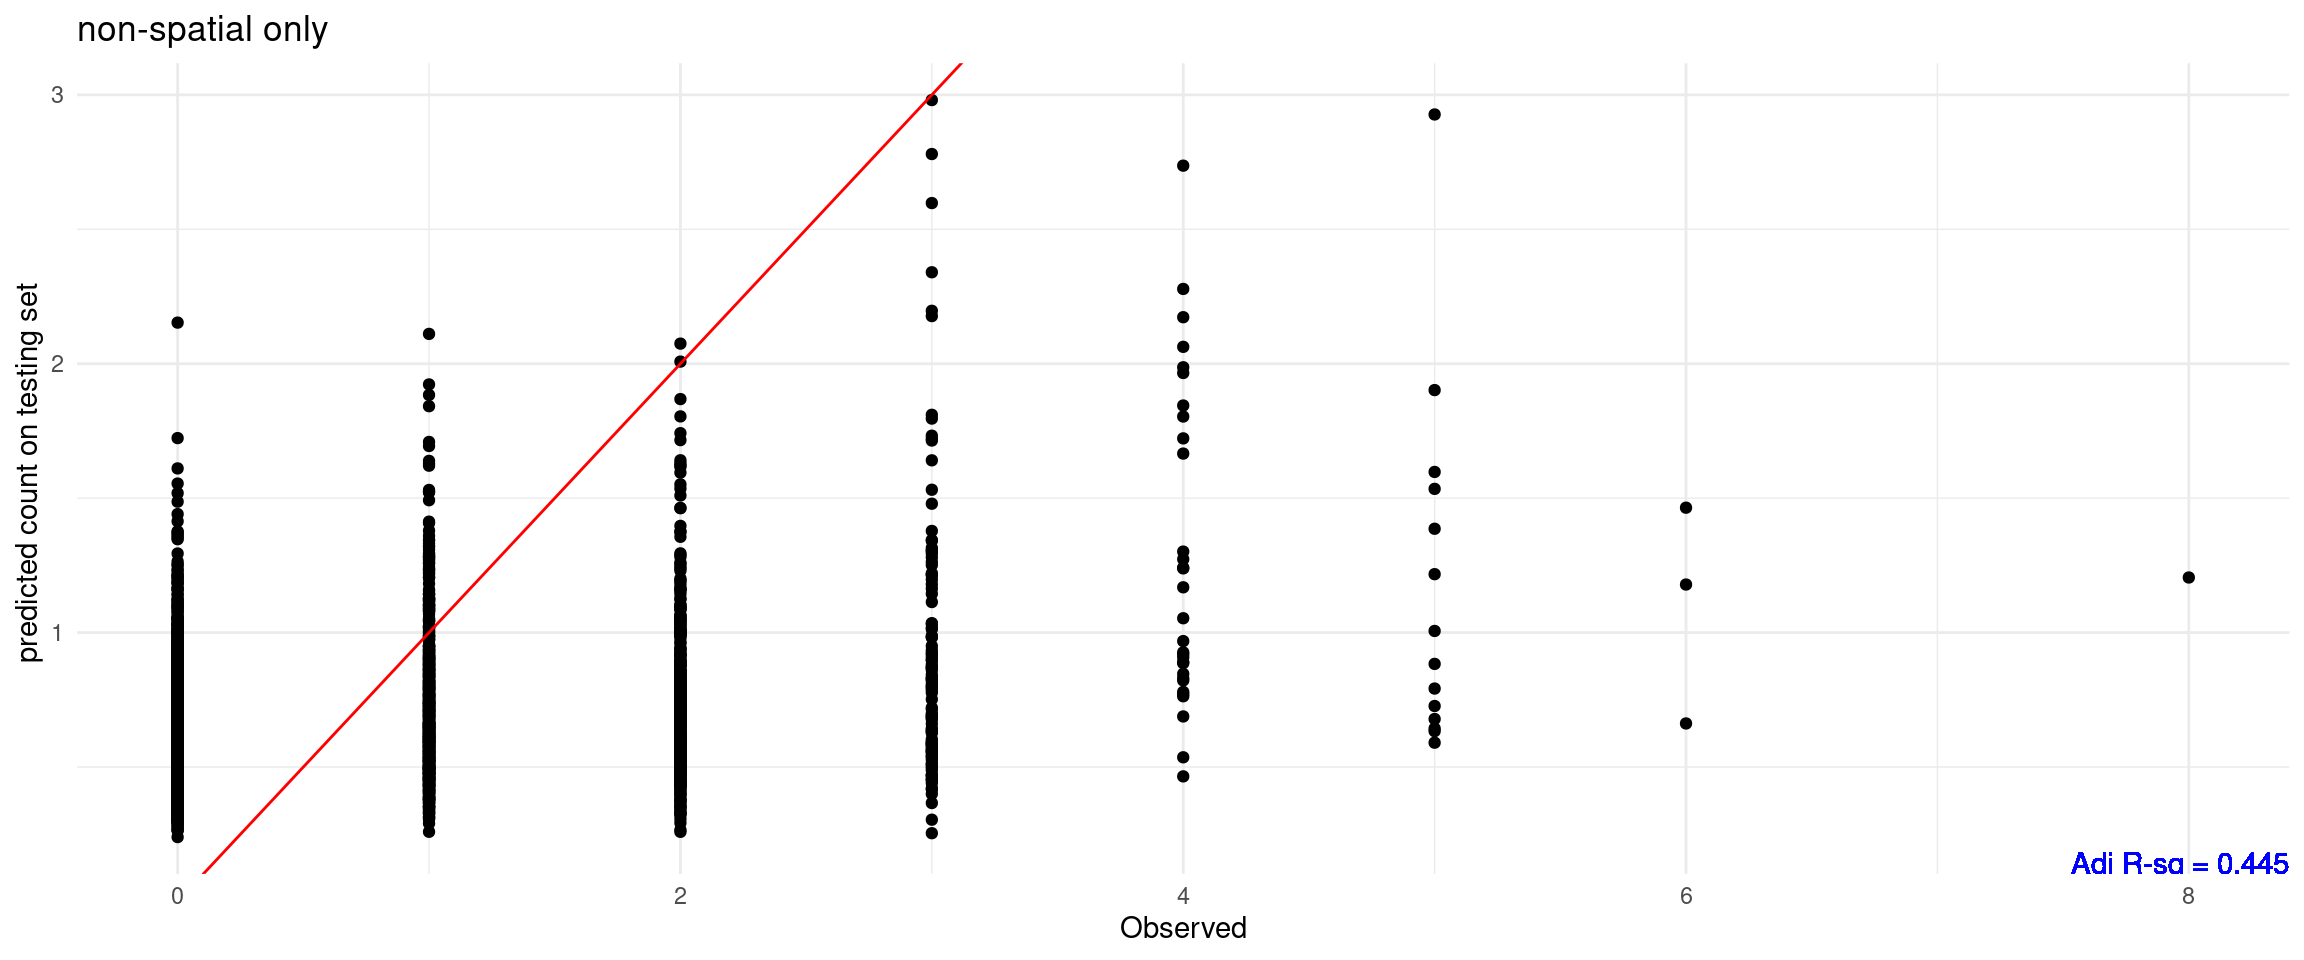 non-spatial only
predicted count on testing set
3
2
1
0 2 4 6 8
Observed
Adj R-sq = 0.445